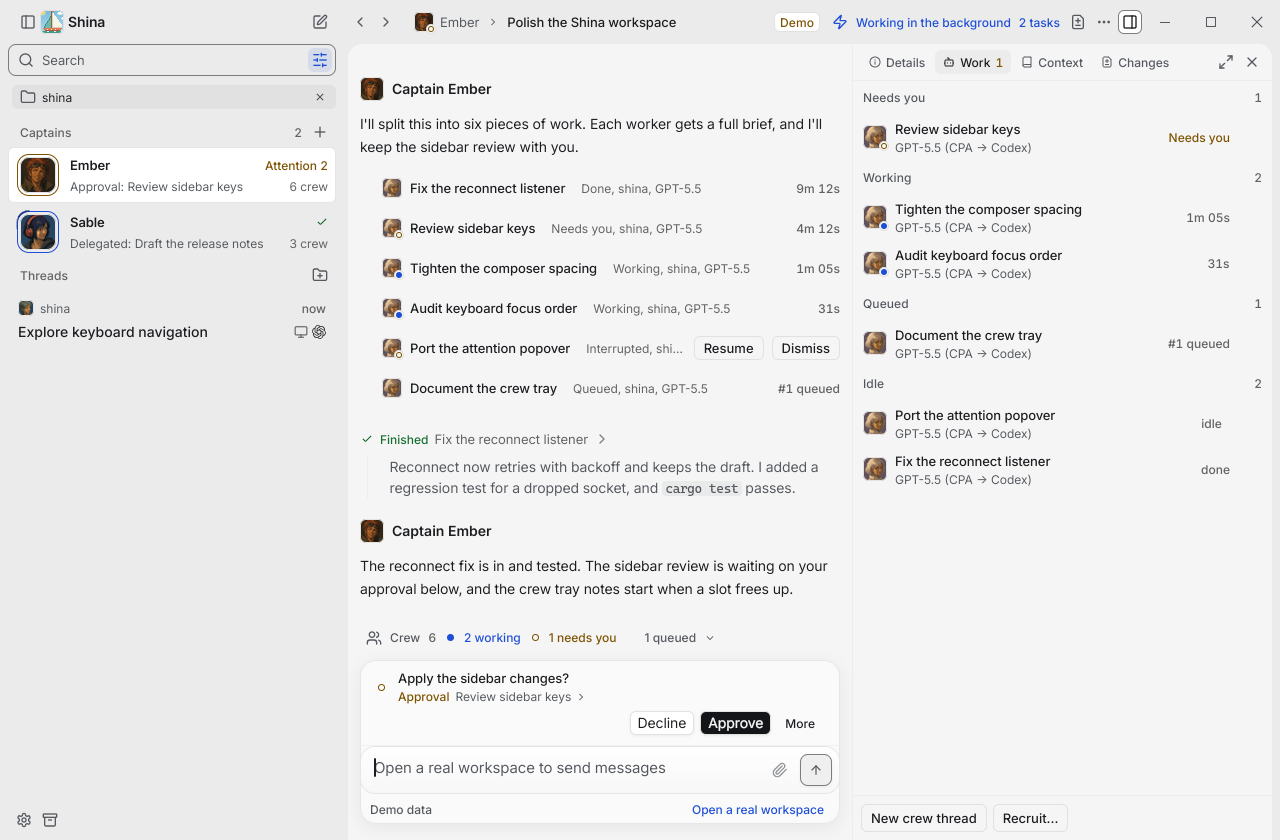 Shina
Search
shina
Captains 2
Ember Attention 2
Approval: Review sidebar keys 6 crew
Sable
Delegated: Draft the release notes 3 crew
Threads
shina now
Explore keyboard navigation
Ember Polish the Shina workspace
Demo Working in the background 2 tasks
Captain Ember
I'll split this into six pieces of work. Each worker gets a full brief, and I'll
keep the sidebar review with you.
Fix the reconnect listener Done, shina, GPT-5.5 9m 12s
Review sidebar keys Needs you, shina, GPT-5.5 4m 12s
Tighten the composer spacing Working, shina, GPT-5.5 1m 05s
Audit keyboard focus order Working, shina, GPT-5.5 31s
Port the attention popover Interrupted, shi... Resume Dismiss
Document the crew tray Queued, shina, GPT-5.5 #1 queued
Finished Fix the reconnect listener
Reconnect now retries with backoff and keeps the draft. I added a
regression test for a dropped socket, and cargo test passes.
Captain Ember
The reconnect fix is in and tested. The sidebar review is waiting on your
approval below, and the crew tray notes start when a slot frees up.
Crew 6 2 working 1 needs you 1 queued
Apply the sidebar changes?
Approval Review sidebar keys
Decline Approve More
Open a real workspace to send messages
Demo data Open a real workspace
Details Work 1 Context Changes
Needs you 1
Review sidebar keys
GPT-5.5 (CPA → Codex) Needs you
Working 2
Tighten the composer spacing
GPT-5.5 (CPA → Codex) 1m 05s
Audit keyboard focus order
GPT-5.5 (CPA → Codex) 31s
Queued 1
Document the crew tray
GPT-5.5 (CPA → Codex) #1 queued
Idle 2
Port the attention popover
GPT-5.5 (CPA → Codex) idle
Fix the reconnect listener
GPT-5.5 (CPA → Codex) done
New crew thread Recruit...